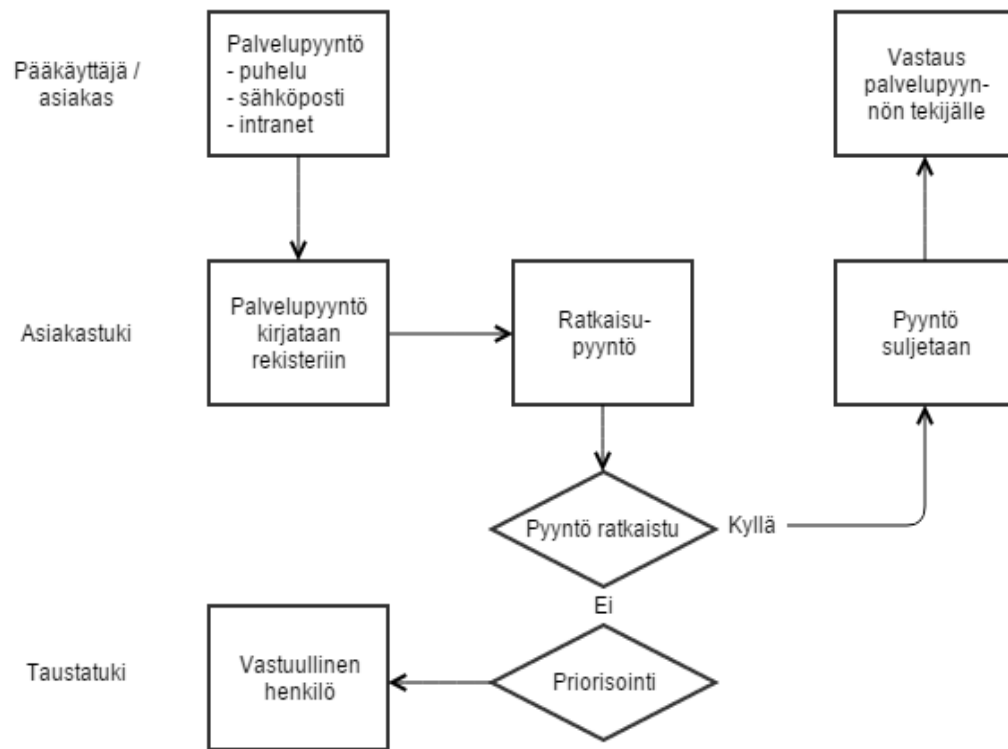 Pääkäyttäjä /
asiakas
Palvelupyyntö
- puhelu
- sähköposti
- intranet
Vastaus
palvelupyyn-
nön tekijälle
Asiakastuki
Palvelupyyntö
kirjataan
rekisteriin
Ratkaisu-
pyyntö
Pyyntö
suljetaan
Pyyntö ratkaistu
Kyllä
Ei
Taustatuki
Vastuullinen
henkilö
Priorisointi